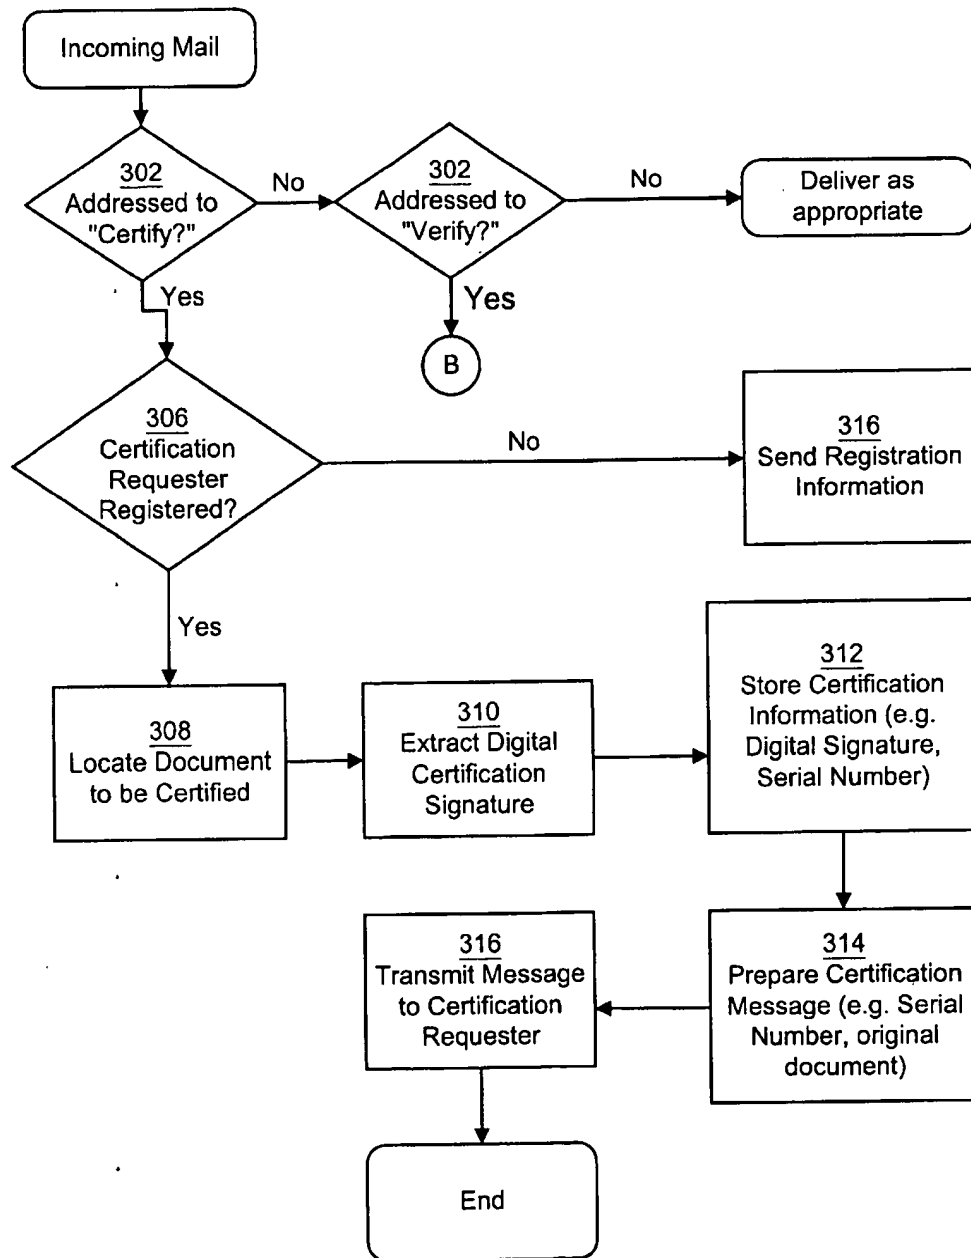 Incoming Mail
302
Addressed to
"Certify?"
No
302
Addressed to
"Verify?"
No
Deliver as
appropriate
Yes
Yes
B
306
Certification
Requester
Registered?
No
316
Send Registration
Information
Yes
308
Locate Document
to be Certified
310
Extract Digital
Certification
Signature
312
Store Certification
Information (e.g.
Digital Signature,
Serial Number)
316
Transmit Message
to Certification
Requester
314
Prepare Certification
Message (e.g. Serial
Number, original
document)
End